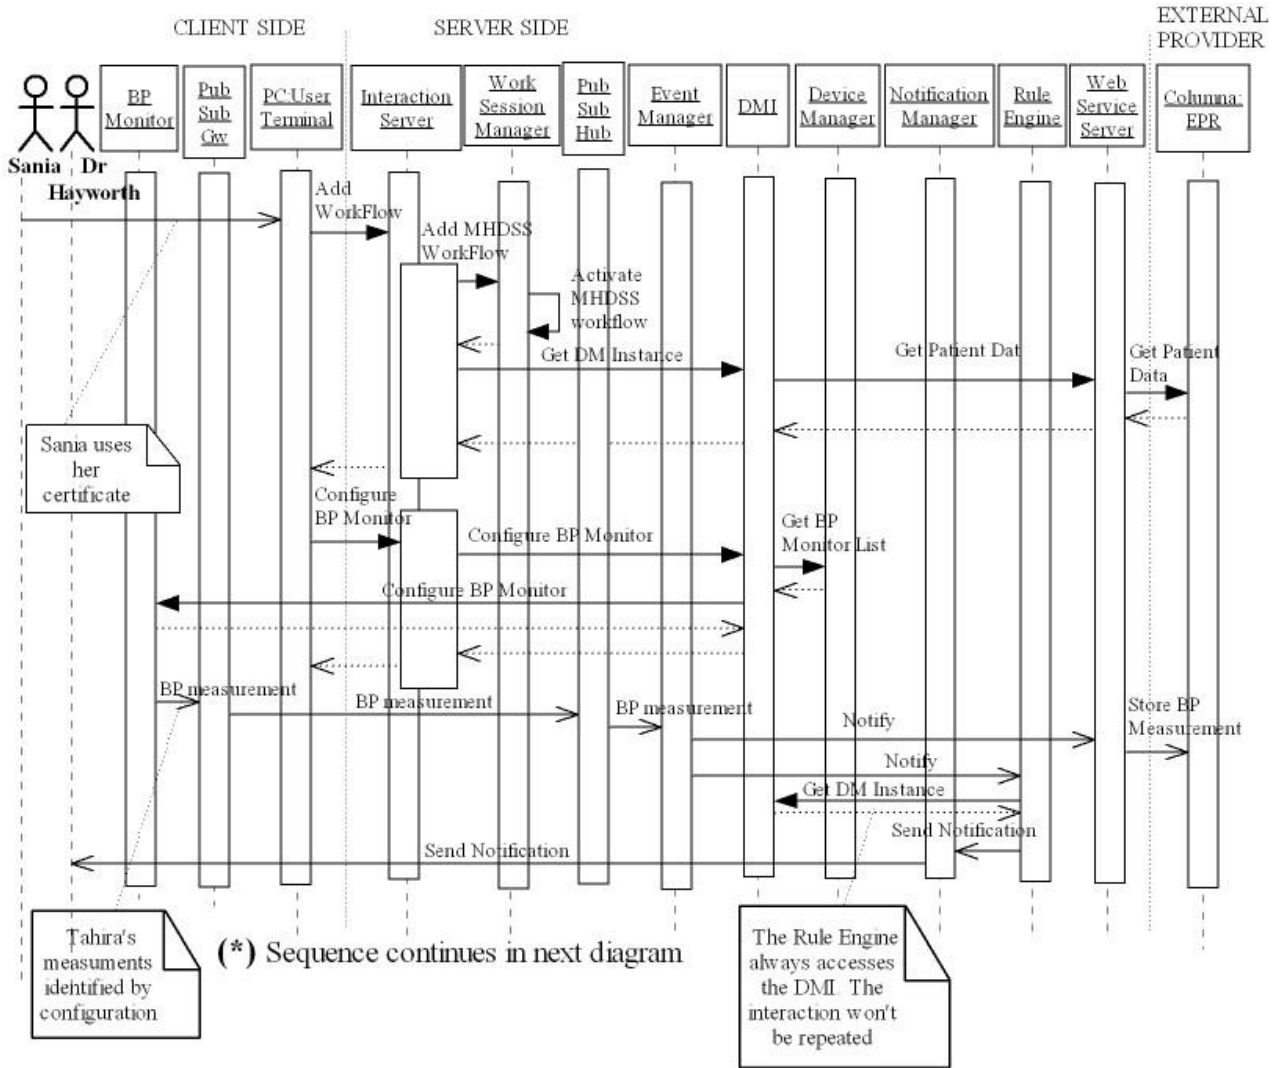 CLIENT SIDE
SERVER SIDE
EXTERNAL
PROVIDER
BP
Monitor
Pub
Sub
Gw
PC:User
Terminal
Interaction
Server
Work
Session
Manager
Pub
Sub
Hub
Event
Manager
DMI
Device
Manager
Notification
Manager
Rule
Engine
Web
Service
Server
Columna:
EPR
Sania
Dr
Hayworth
Add
WorkFlow
Add MHDSS
WorkFlow
Activate
MHDSS
workflow
Get DM Instance
Get Patient Dat
Get Patient
Data
Sania uses
her
certificate
Configure
BP Monitor
Configure BP Monitor
Get BP
Monitor List
Configure BP Monitor
BP measurement
BP measurement
BP measurement
Notify
Store BP
Measurement
Notify
Get DM Instance
Send Notification
Send Notification
Tahira's
measuments
identified by
configuration
(*) Sequence continues in next diagram
The Rule Engine
always accesses
the DMI. The
interaction won't
be repeated